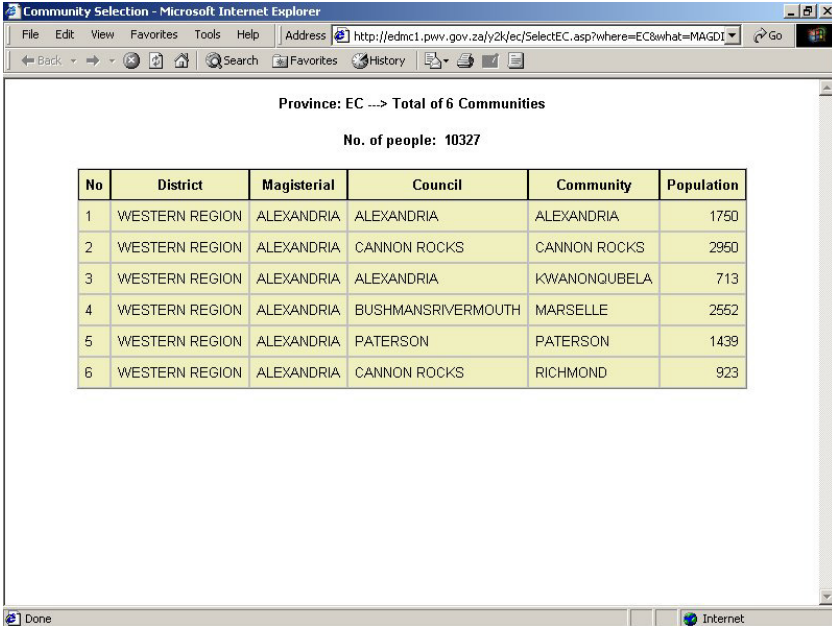 Community Selection - Microsoft Internet Explorer
File Edit View Favorites Tools Help Address http://edmc1.pwv.gov.za/y2k/ec/SelectEC.asp?where=EC&what=MAGDI Go
Back Search Favorites History
Province: EC ---> Total of 6 Communities
No. of people: 10327
No District Magisterial Council Community Population
1 WESTERN REGION ALEXANDRIA ALEXANDRIA ALEXANDRIA 1750
2 WESTERN REGION ALEXANDRIA CANNON ROCKS CANNON ROCKS 2950
3 WESTERN REGION ALEXANDRIA ALEXANDRIA KWANONQUBELA 713
4 WESTERN REGION ALEXANDRIA BUSHMANSRIVERMOUTH MARSELLE 2552
5 WESTERN REGION ALEXANDRIA PATERSON PATERSON 1439
6 WESTERN REGION ALEXANDRIA CANNON ROCKS RICHMOND 923
Done Internet